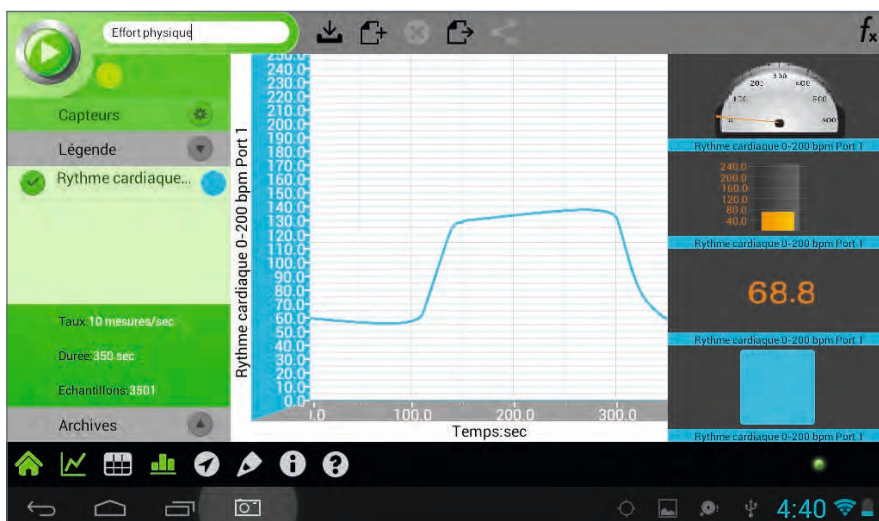 Effort physique
fx
Capteurs
Légende
Rythme cardiaque...
Taux:10 mesures/sec
Durée:350 sec
Echantillons:3501
Archives
Rythme cardiaque 0-200 bpm Port 1
250.0
240.0
230.0
220.0
210.0
200.0
190.0
180.0
170.0
160.0
150.0
140.0
130.0
120.0
110.0
100.0
90.0
80.0
70.0
60.0
50.0
40.0
30.0
20.0
10.0
0.0
100.0
200.0
300.0
Temps:sec
Rythme cardiaque 0-200 bpm Port 1
240.0
200.0
160.0
120.0
80.0
40.0
Rythme cardiaque 0-200 bpm Port 1
68.8
Rythme cardiaque 0-200 bpm Port 1
Rythme cardiaque 0-200 bpm Port 1
4:40